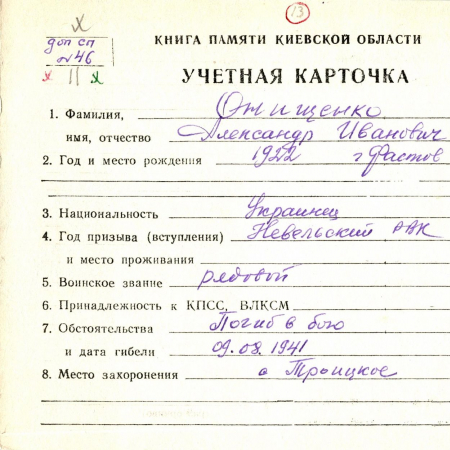 х 13
доп сп
№46
х 11 х
КНИГА ПАМЯТИ КИЕВСКОЙ ОБЛАСТИ
УЧЕТНАЯ КАРТОЧКА
1. Фамилия, Онищенко
имя, отчество Александр Иванович
2. Год и место рождения 1922 г Фастов
3. Национальность Украинец
4. Год призыва (вступления) Невельский РВК
и место проживания
5. Воинское звание рядовой
6. Принадлежность к КПСС, ВЛКСМ
7. Обстоятельства Погиб в бою
и дата гибели 09.08.1941
8. Место захоронения с Троицкое